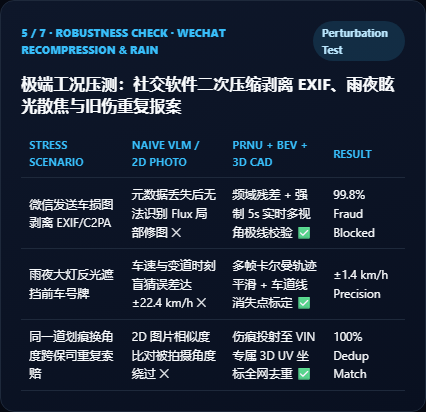 5 / 7 · ROBUSTNESS CHECK · WECHAT
RECOMPRESSION & RAIN
Perturbation
Test
极端工况压测：社交软件二次压缩剥离 EXIF、雨夜眩
光散焦与旧伤重复报案
STRESS
SCENARIO
NAIVE VLM /
2D PHOTO
PRNU + BEV +
3D CAD
RESULT
微信发送车损图
剥离 EXIF/C2PA
元数据丢失后无
法识别 Flux 局
部修图 ✕
频域残差 + 强
制 5s 实时多视
角极线校验 ✅
99.8%
Fraud
Blocked
雨夜大灯反光遮
挡前车号牌
车速与变道时刻
盲猜误差达
±22.4 km/h ✕
多帧卡尔曼轨迹
平滑 + 车道线
消失点标定 ✅
±1.4 km/h
Precision
同一道划痕换角
度跨保司重复索
赔
2D 图片相似度
比对被拍摄角度
绕过 ✕
伤痕投射至 VIN
专属 3D UV 坐
标全网去重 ✅
100%
Dedup
Match